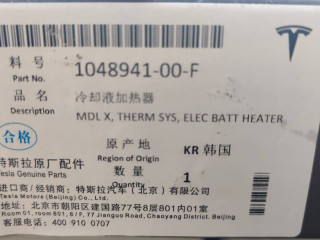 料号
Part No.
1048941-00-F
品名
Description
冷却液加热器
MDL X, THERM SYS, ELEC BATT HEATER
合格
原产地
Region of Origin
KR 韩国
特斯拉原厂配件
Tesla Genuine Parts
数量
Quantity
1
进口商/经销商：特斯拉汽车（北京）有限公司
Tesla Motors (Beijing) Co., Ltd.
地址：北京市朝阳区建国路77号8层801内01室
Room 01, room 801, 8/F, 77 Jianguo Road, Chaoyang District, Beijing
售后电话：400 910 0707